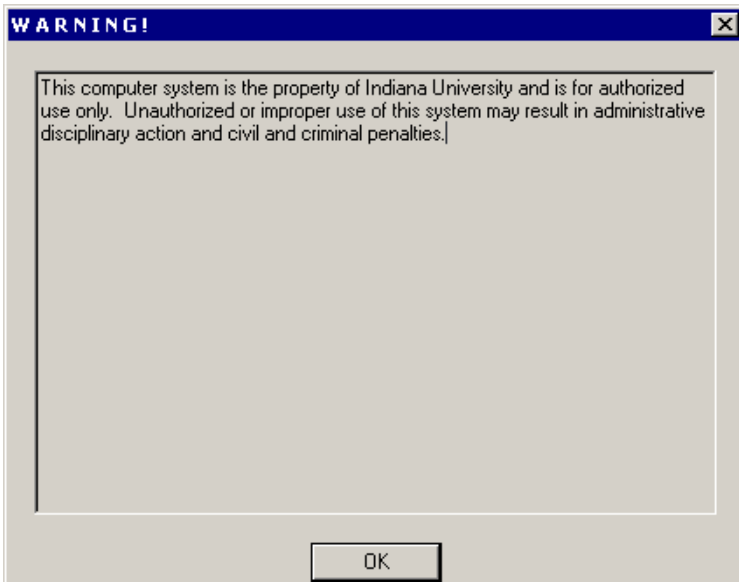 WARNING!
This computer system is the property of Indiana University and is for authorized
use only.  Unauthorized or improper use of this system may result in administrative
disciplinary action and civil and criminal penalties.
OK